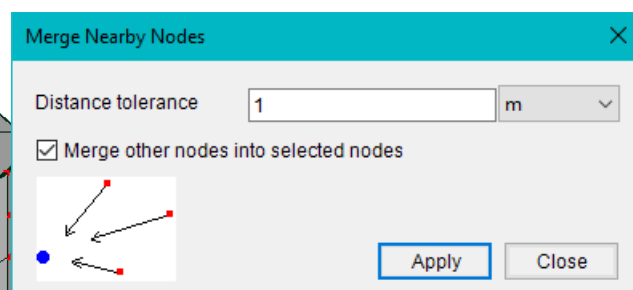 Merge Nearby Nodes
Distance tolerance 1 m
Merge other nodes into selected nodes
Apply Close